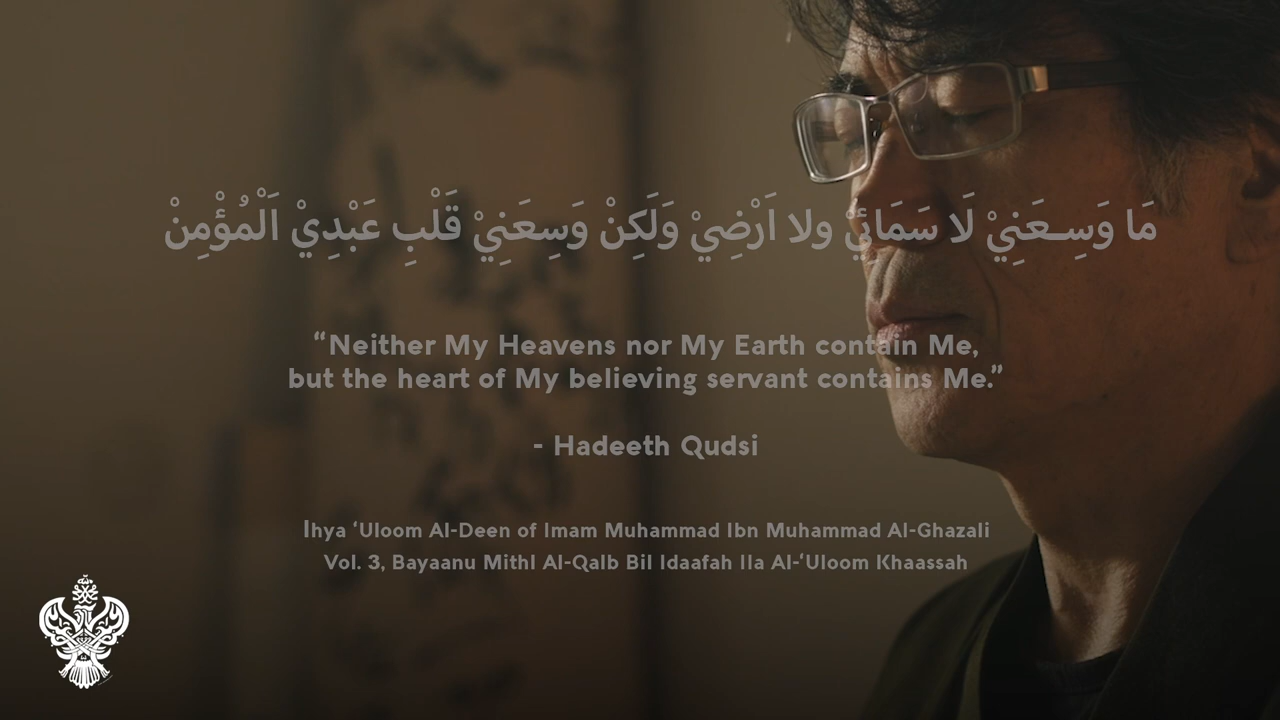 مَا وَسِعَنِيْ لَا سَمَائِيْ ولا اَرْضِيْ وَلَكِنْ وَسِعَنِيْ قَلْبِ عَبْدِيْ اَلْمُؤْمِنْ
“Neither My Heavens nor My Earth contain Me,
but the heart of My believing servant contains Me.”
- Hadeeth Qudsi
Ihya ‘Uloom Al-Deen of Imam Muhammad Ibn Muhammad Al-Ghazali
Vol. 3, Bayaanu Mithl Al-Qalb Bil Idaafah Ila Al-‘Uloom Khaassah